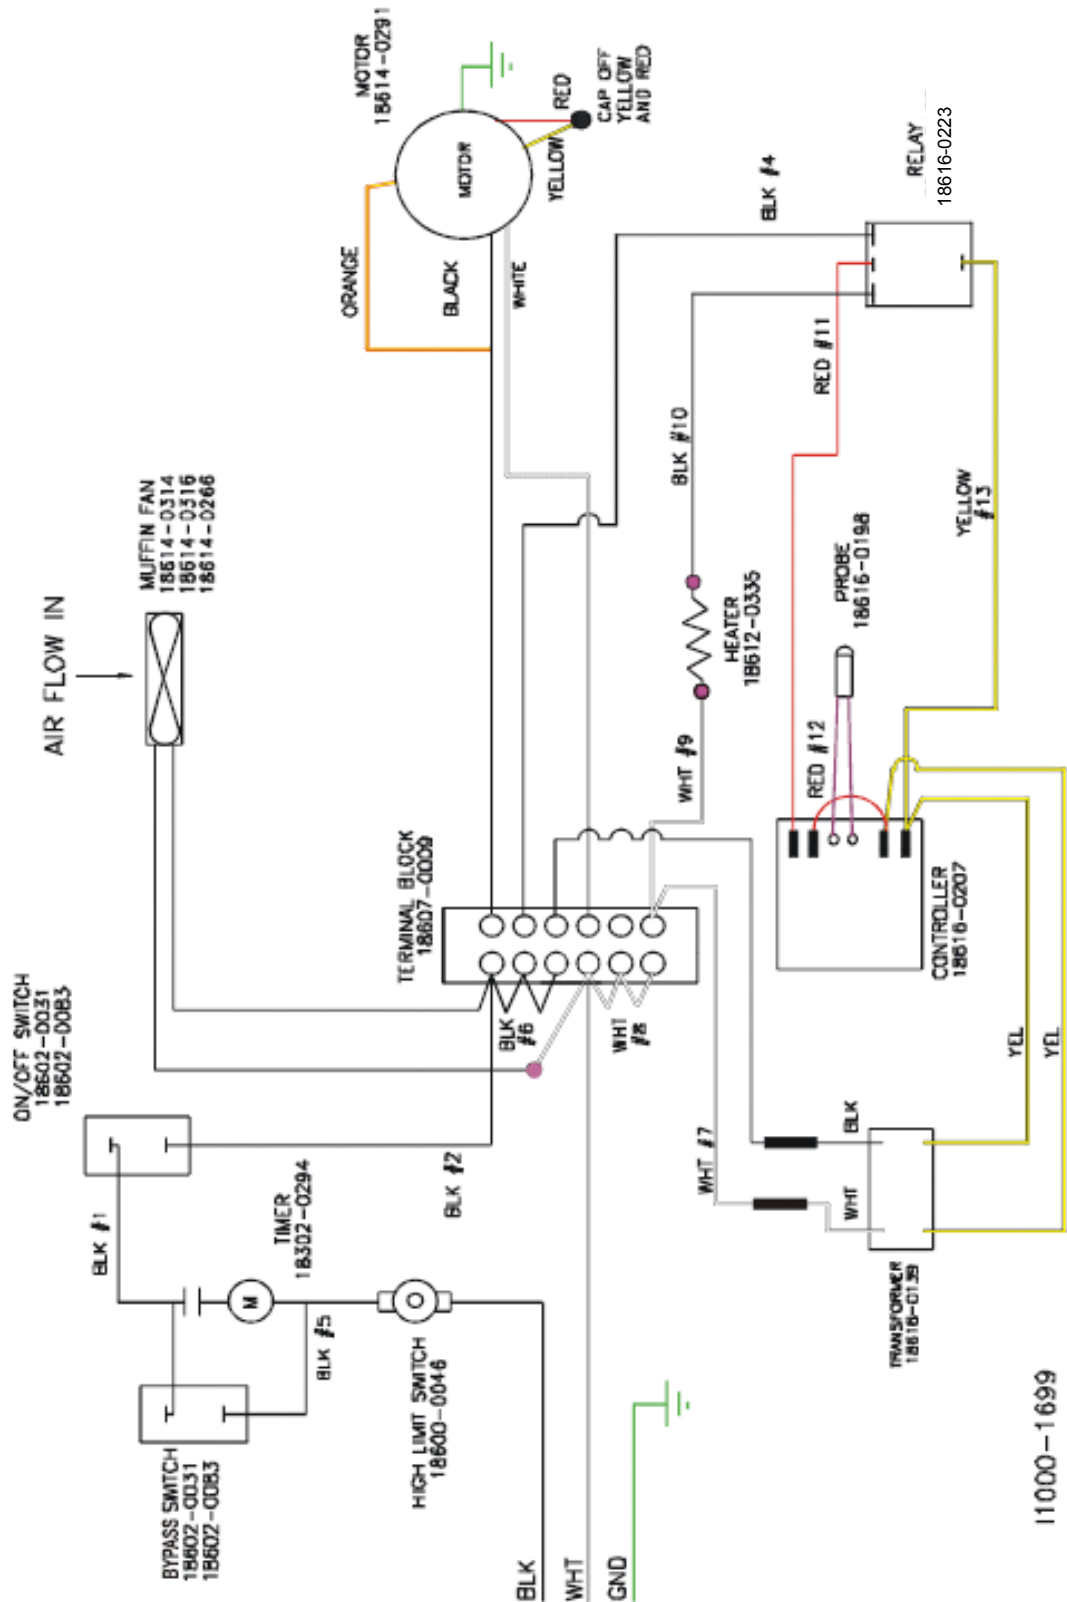 MOTOR
18614-0291
RED
CAP OFF
YELLOW
AND RED
MOTOR
YELLOW
ORANGE
BLACK
WHITE
BLK #4
RELAY
18616-0223
MUFFIN FAN
18614-0314
18614-0316
18614-0266
AIR FLOW IN
RED #11
BLK #10
YELLOW
#13
HEATER
18612-0335
PROBE
18616-0198
WHT #9
RED #12
TERMINAL BLOCK
18607-0009
CONTROLLER
18616-0207
ON/OFF SWITCH
18602-0031
18602-0083
BLK
#6
WHT
#8
YEL
YEL
BLK #1
TIMER
18302-0294
BLK #2
WHT #7
BLK
WHT
M
BLK #5
TRANSFORMER
18616-0139
BYPASS SWITCH
18602-0031
18602-0083
HIGH LIMIT SWITCH
18600-0046
BLK
WHT
GND
I1000-1699